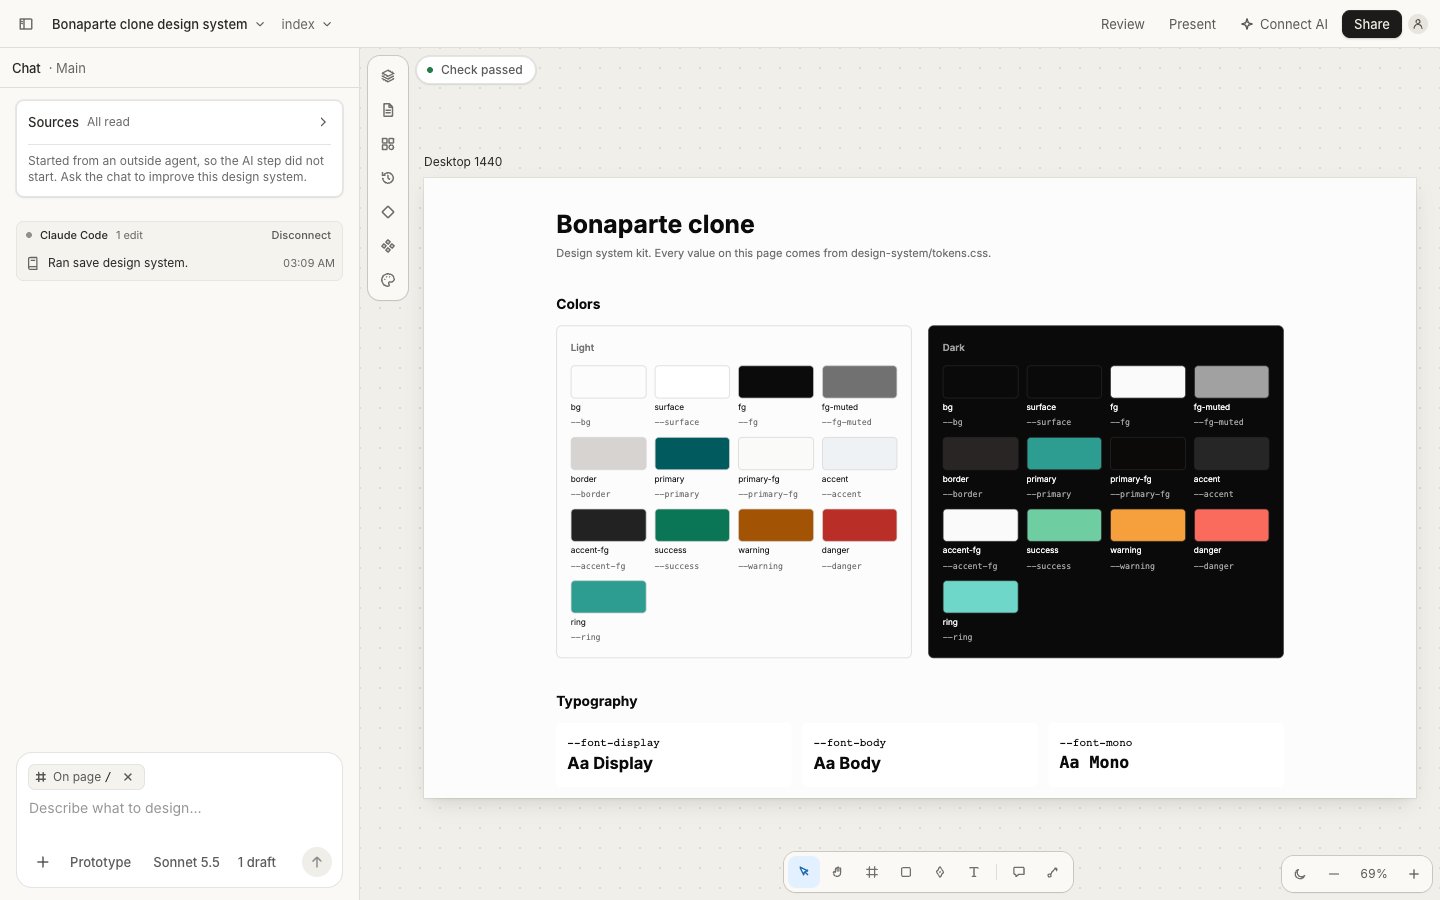 Bonaparte clone design system
index
Review
Present
Connect AI
Share
Chat · Main
Sources All read
Started from an outside agent, so the AI step did not
start. Ask the chat to improve this design system.
Claude Code 1 edit Disconnect
Ran save design system. 03:09 AM
On page /
Describe what to design...
Prototype Sonnet 5.5 1 draft
Check passed
Desktop 1440
Bonaparte clone
Design system kit. Every value on this page comes from design-system/tokens.css.
Colors
Light
bg surface fg fg-muted
--bg --surface --fg --fg-muted
border primary primary-fg accent
--border --primary --primary-fg --accent
accent-fg success warning danger
--accent-fg --success --warning --danger
ring
--ring
Dark
bg surface fg fg-muted
--bg --surface --fg --fg-muted
border primary primary-fg accent
--border --primary --primary-fg --accent
accent-fg success warning danger
--accent-fg --success --warning --danger
ring
--ring
Typography
--font-display
Aa Display
--font-body
Aa Body
--font-mono
Aa Mono
69%